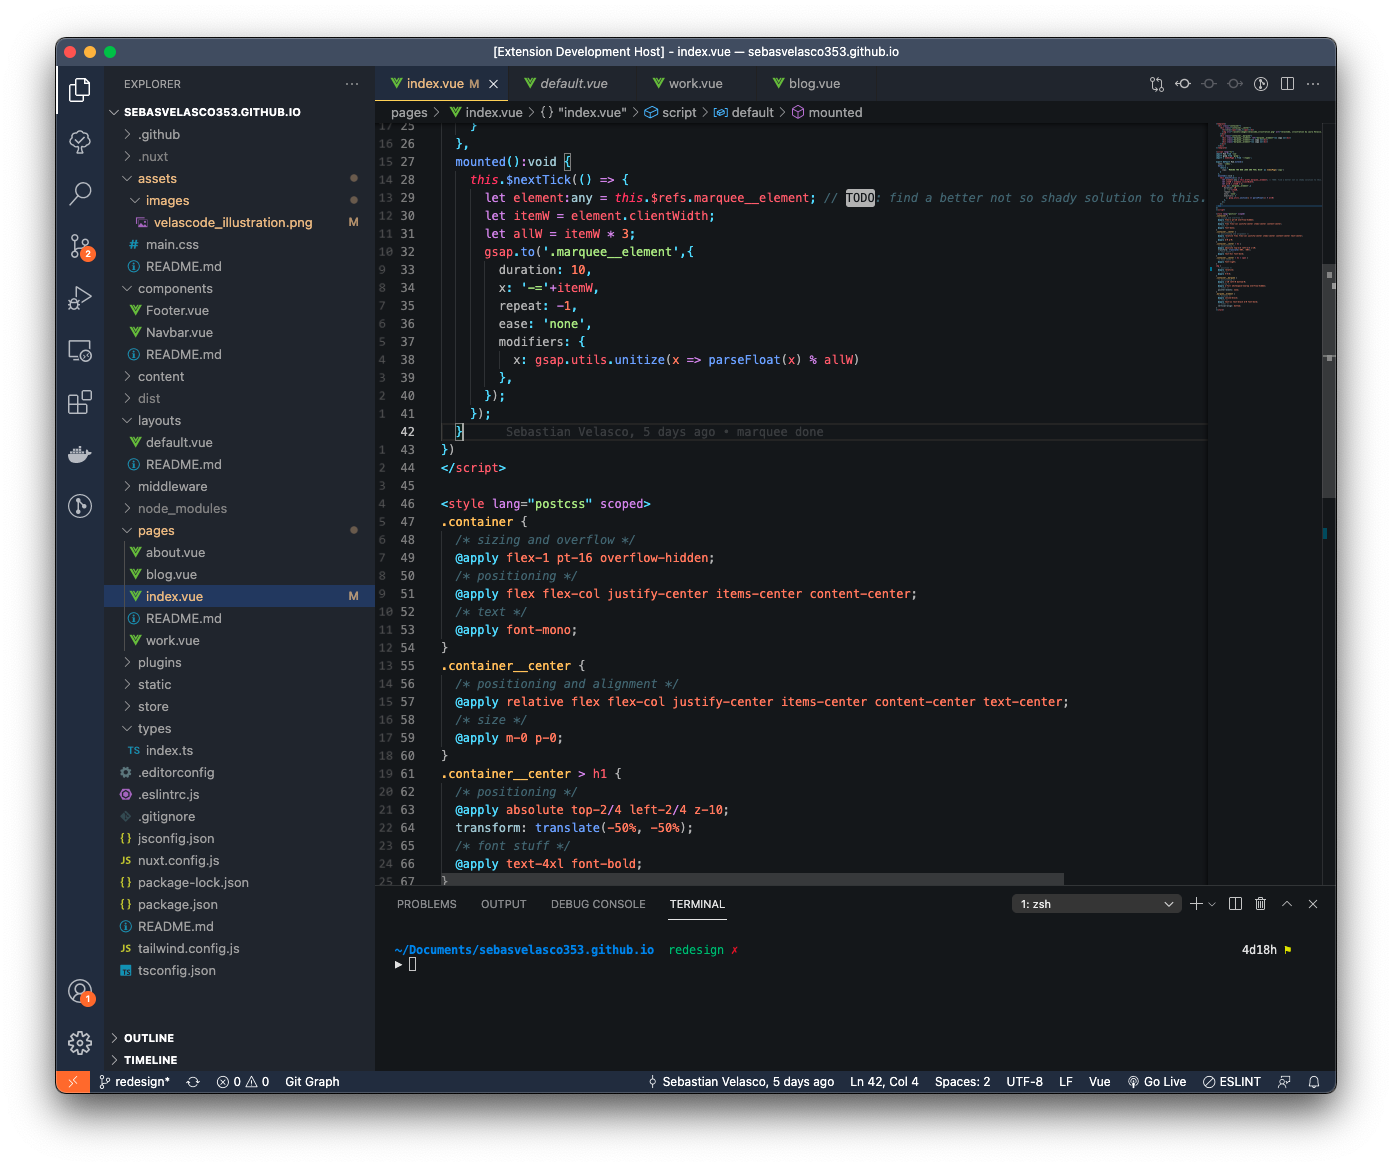 [Extension Development Host] - index.vue — sebasvelasco353.github.io
EXPLORER
SEBASVELASCO353.GITHUB.IO
.github
.nuxt
assets
images
velascode_illustration.png M
main.css
README.md
components
Footer.vue
Navbar.vue
README.md
content
dist
layouts
default.vue
README.md
middleware
node_modules
pages
about.vue
blog.vue
index.vue M
README.md
work.vue
plugins
static
store
types
TS index.ts
.editorconfig
.eslintrc.js
.gitignore
{} jsconfig.json
JS nuxt.config.js
{} package-lock.json
{} package.json
README.md
JS tailwind.config.js
TS tsconfig.json
OUTLINE
TIMELINE
2
1
index.vue M
default.vue
work.vue
blog.vue
pages > index.vue > {} "index.vue" > script > default > mounted
17 25 }
16 26 },
15 27 mounted():void {
14 28 this.$nextTick(() => {
13 29 let element:any = this.$refs.marquee__element; // TODO: find a better not so shady solution to this.
12 30 let itemW = element.clientWidth;
11 31 let allW = itemW * 3;
10 32 gsap.to('.marquee__element',{
9 33 duration: 10,
8 34 x: '-='+itemW,
7 35 repeat: -1,
6 36 ease: 'none',
5 37 modifiers: {
4 38 x: gsap.utils.unitize(x => parseFloat(x) % allW)
3 39 },
2 40 });
1 41 });
42 } Sebastian Velasco, 5 days ago • marquee done
1 43 })
2 44 </script>
3 45
4 46 <style lang="postcss" scoped>
5 47 .container {
6 48 /* sizing and overflow */
7 49 @apply flex-1 pt-16 overflow-hidden;
8 50 /* positioning */
9 51 @apply flex flex-col justify-center items-center content-center;
10 52 /* text */
11 53 @apply font-mono;
12 54 }
13 55 .container__center {
14 56 /* positioning and alignment */
15 57 @apply relative flex flex-col justify-center items-center content-center text-center;
16 58 /* size */
17 59 @apply m-0 p-0;
18 60 }
19 61 .container__center > h1 {
20 62 /* positioning */
21 63 @apply absolute top-2/4 left-2/4 z-10;
22 64 transform: translate(-50%, -50%);
23 65 /* font stuff */
24 66 @apply text-4xl font-bold;
25 67 }
PROBLEMS OUTPUT DEBUG CONSOLE TERMINAL 1: zsh
~/Documents/sebasvelasco353.github.io redesign ✗ 4d18h
redesign* 0 0 Git Graph Sebastian Velasco, 5 days ago Ln 42, Col 4 Spaces: 2 UTF-8 LF Vue Go Live ESLINT